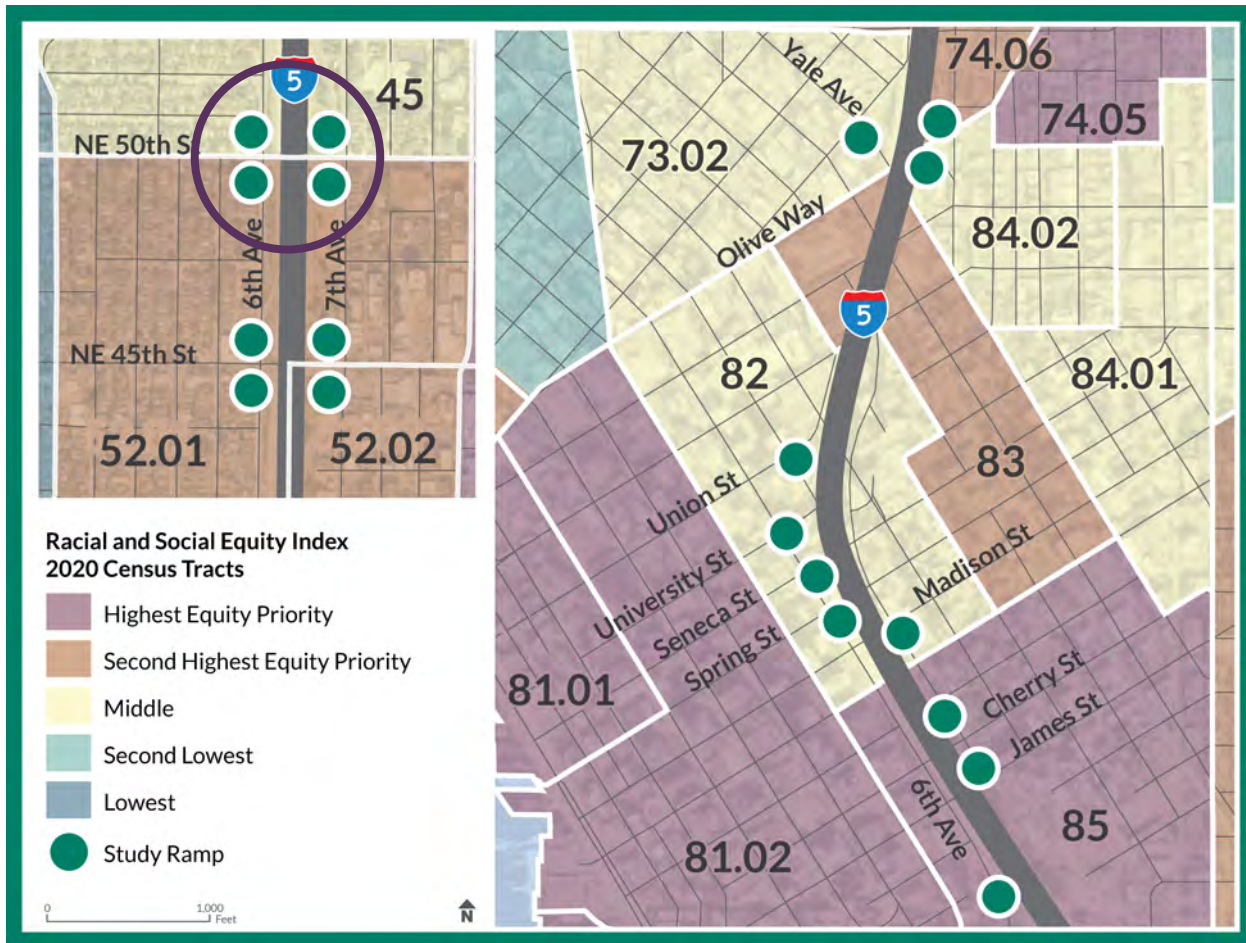 5
45
NE 50th St
6th Ave
7th Ave
NE 45th St
52.01
52.02
Racial and Social Equity Index
2020 Census Tracts
Highest Equity Priority
Second Highest Equity Priority
Middle
Second Lowest
Lowest
Study Ramp
0
1,000
Feet
N
Yale Ave
74.06
74.05
73.02
Olive Way
84.02
5
82
84.01
83
Union St
University St
Madison St
Seneca St
Spring St
81.01
Cherry St
James St
6th Ave
85
81.02